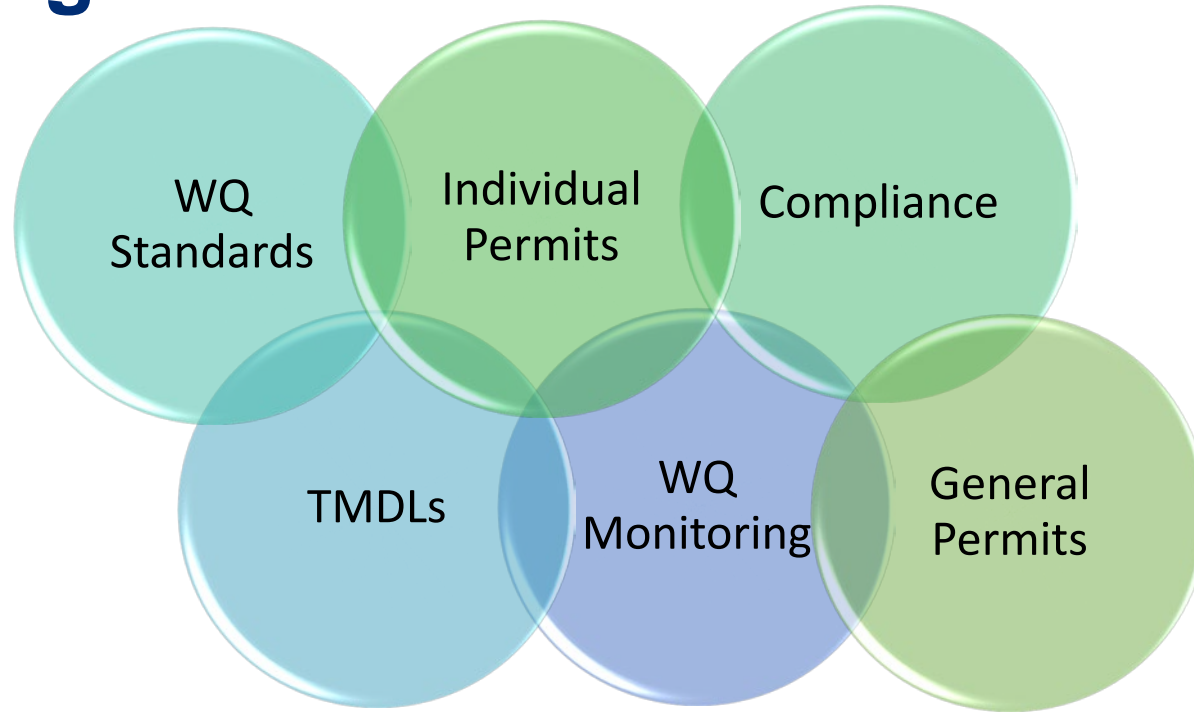 g
WQ
Standards
Individual
Permits
Compliance
TMDLs
WQ
Monitoring
General
Permits